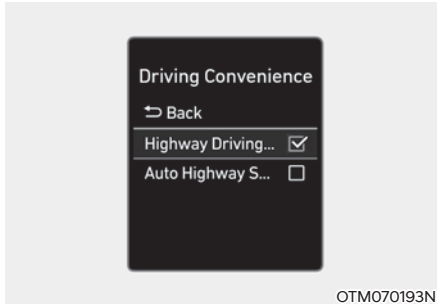 Driving Convenience
Back
Highway Driving...
Auto Highway S...
OTM070193N